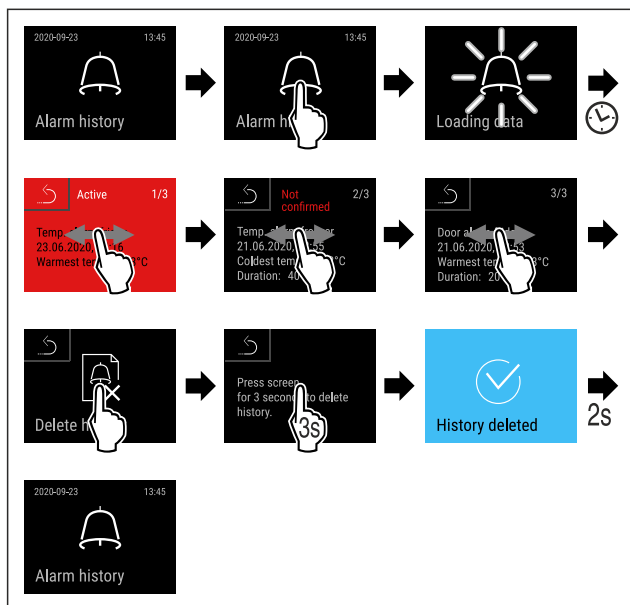 2020-09-23 13:45
Alarm history
2020-09-23 13:45
Alarm
Loading data
Active 1/3
Temp.
23.06.2020,
Warmest °C
Not 2/3
confirmed
Temp.
21.06.2020, 55
Coldest °C
Duration:
3/3
Door
21.06.2020, 53
Warmest °C
Duration: 20
Delete
Press screen
for 3 seconds to delete
history.
3s
History deleted
2s
2020-09-23 13:45
Alarm history